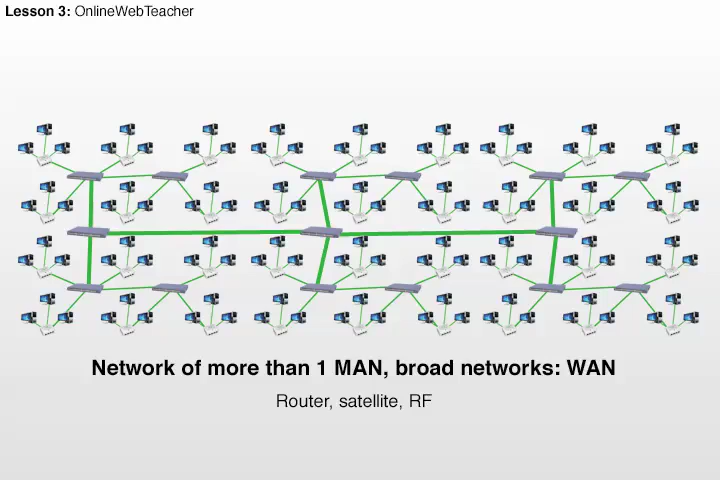 Lesson 3: OnlineWebTeacher
Network of more than 1 MAN, broad networks: WAN
Router, satellite, RF